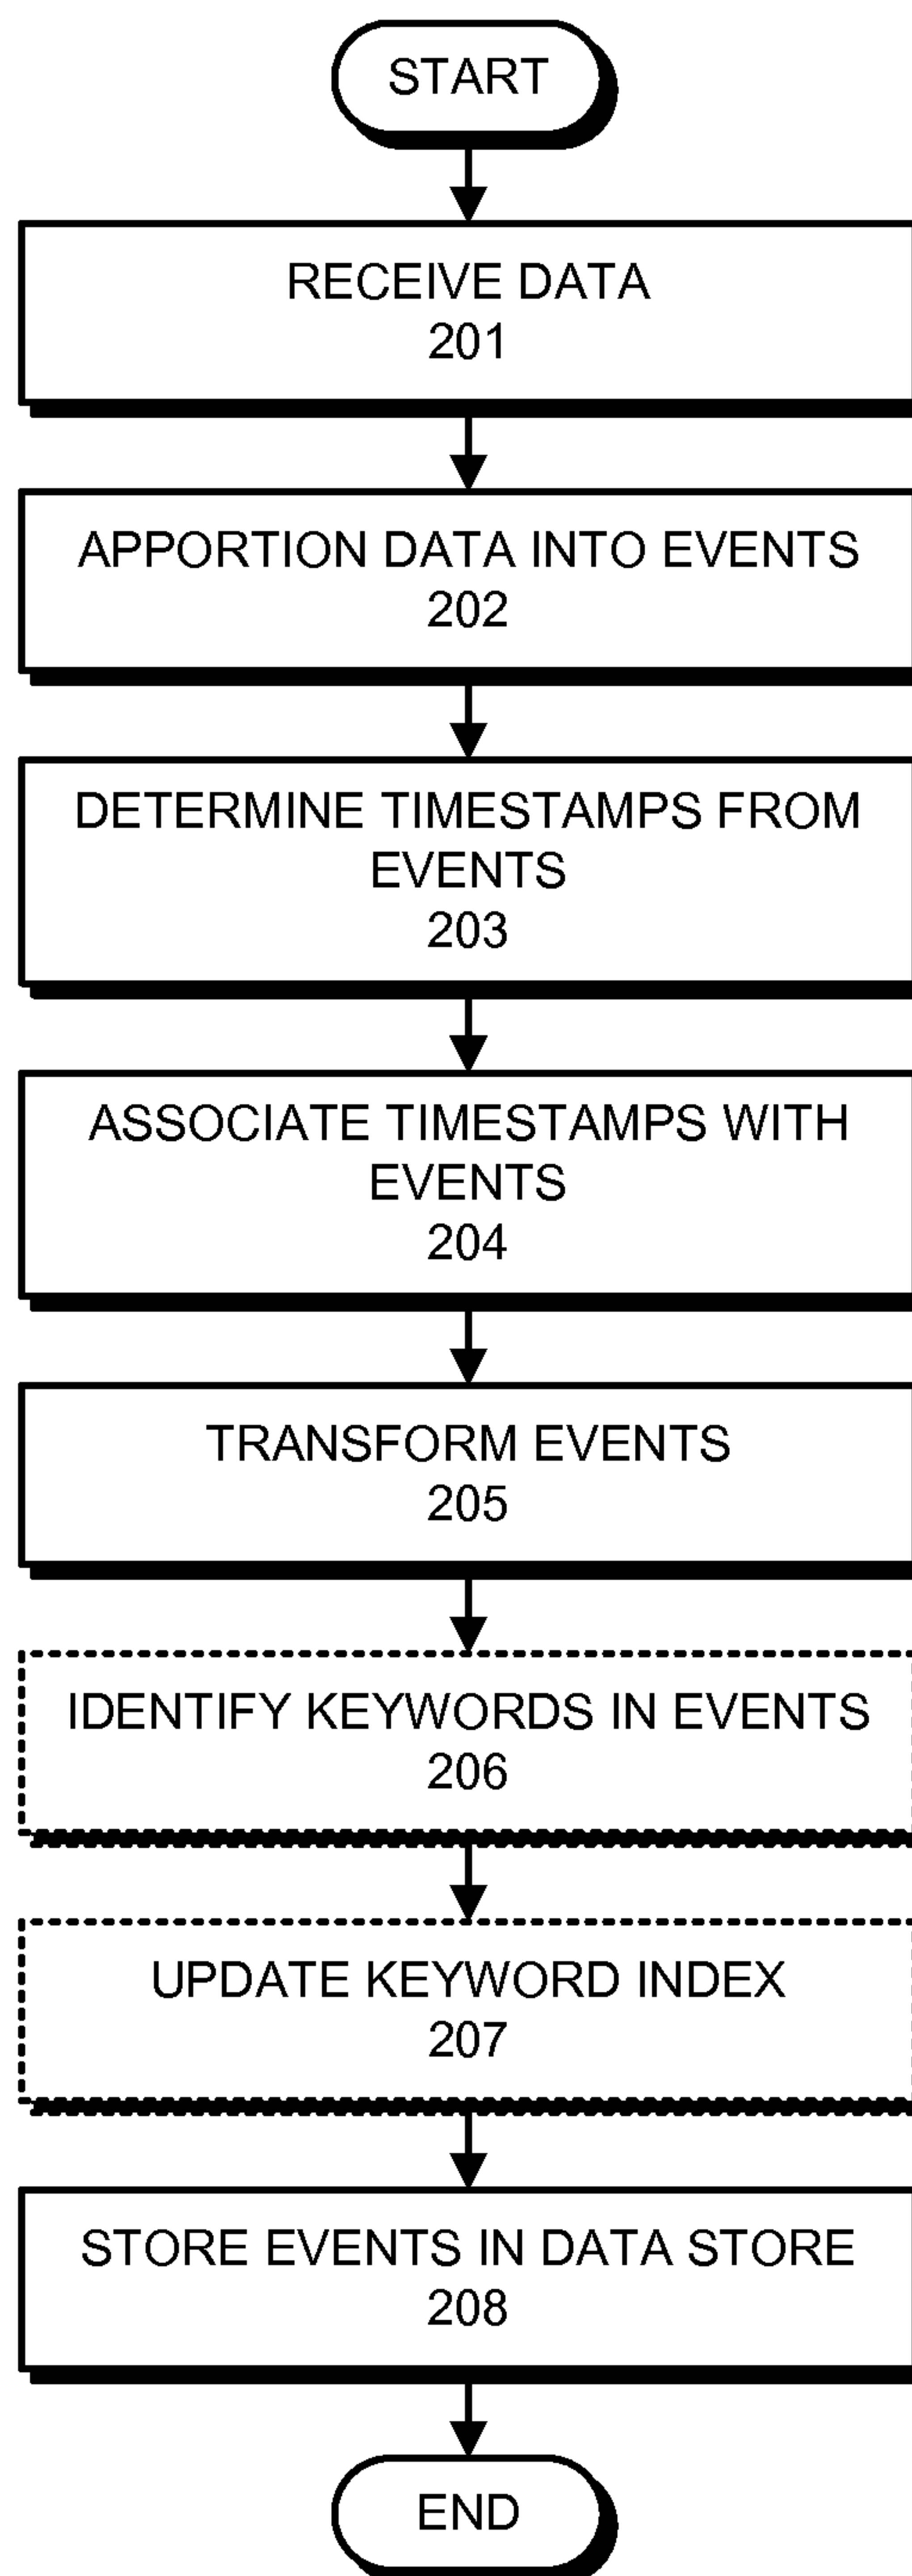 START
RECEIVE DATA
201
APPORTION DATA INTO EVENTS
202
DETERMINE TIMESTAMPS FROM
EVENTS
203
ASSOCIATE TIMESTAMPS WITH
EVENTS
204
TRANSFORM EVENTS
205
IDENTIFY KEYWORDS IN EVENTS
206
UPDATE KEYWORD INDEX
207
STORE EVENTS IN DATA STORE
208
END